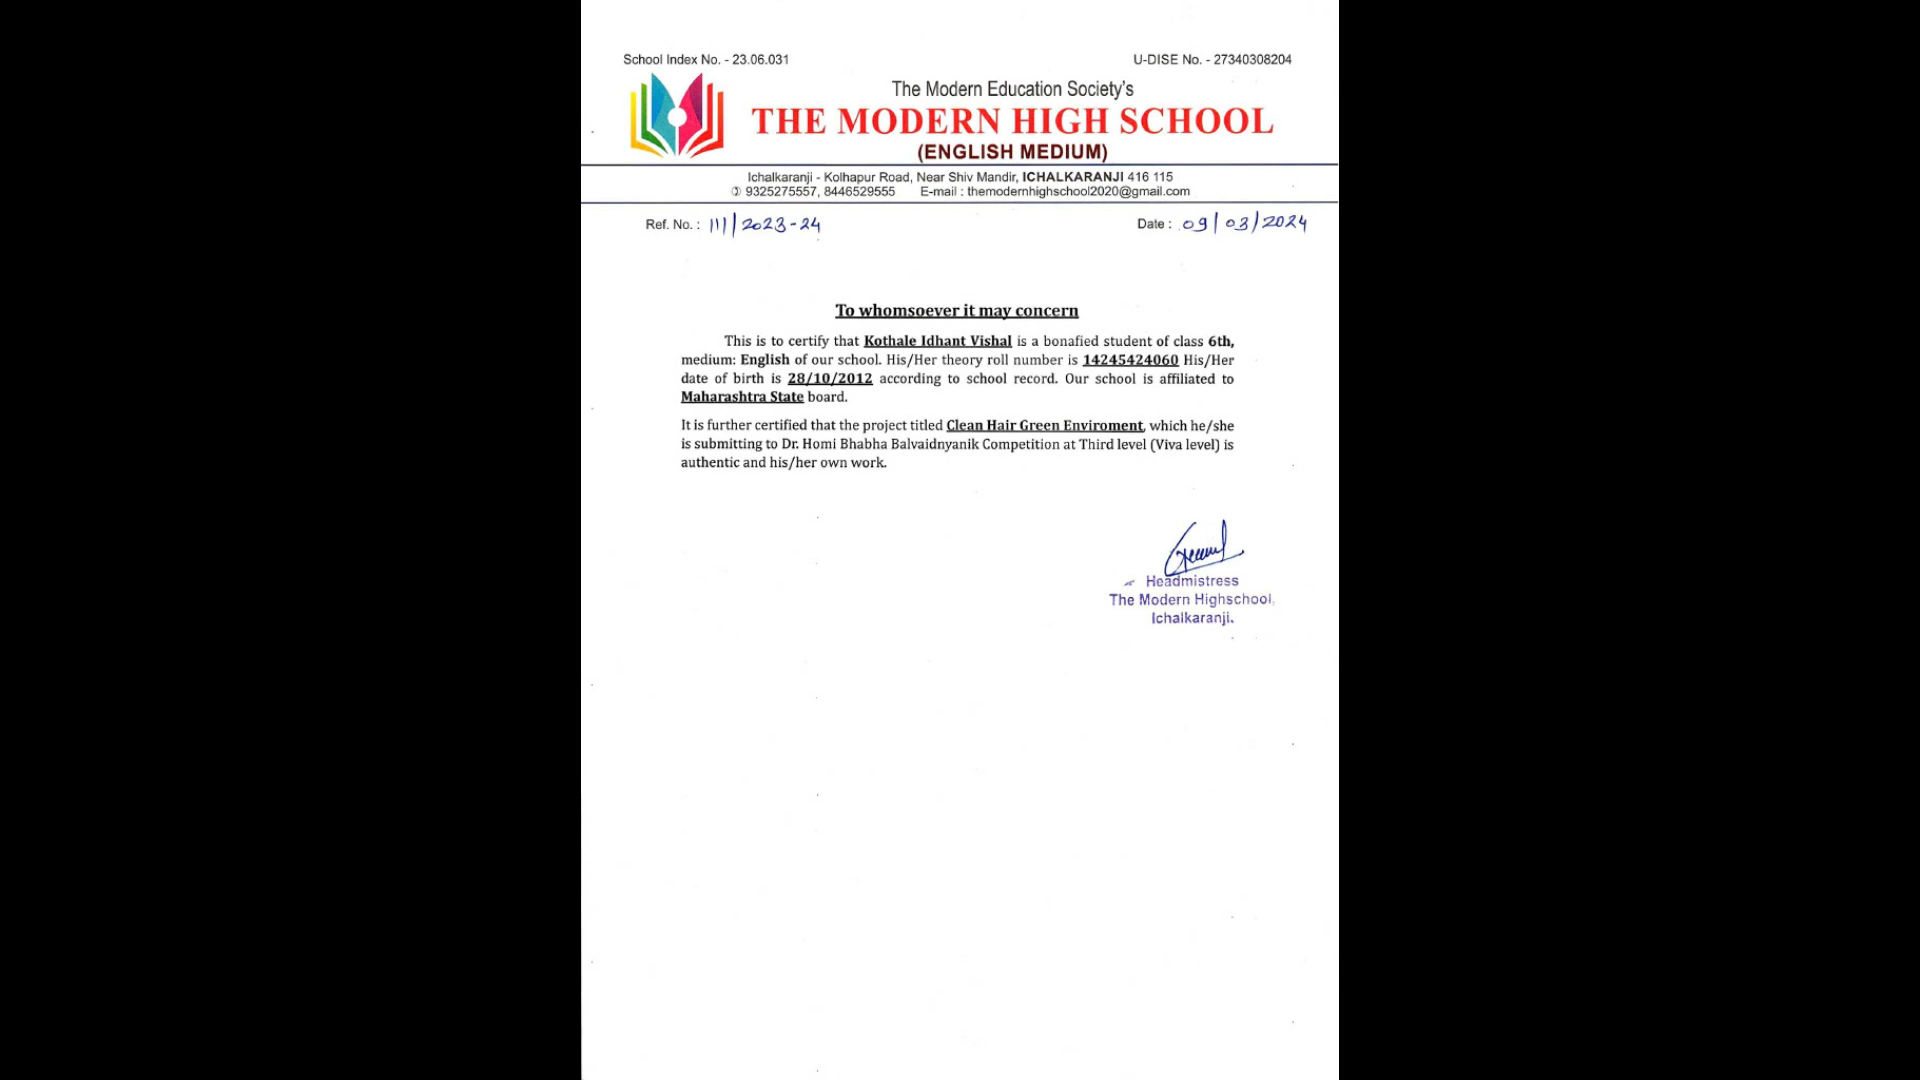 School Index No. - 23.06.031
U-DISE No. - 27340308204
The Modern Education Society's
THE MODERN HIGH SCHOOL
(ENGLISH MEDIUM)
Ichalkaranji - Kolhapur Road, Near Shiv Mandir, ICHALKARANJI 416 115
✆ 9325275557, 8446529555 E-mail : themodernhighschool2020@gmail.com
Ref. No. : 111/2023-24
Date : 09/03/2024
To whomsoever it may concern
This is to certify that Kothale Idhant Vishal is a bonafied student of class 6th,
medium: English of our school. His/Her theory roll number is 14245424060 His/Her
date of birth is 28/10/2012 according to school record. Our school is affiliated to
Maharashtra State board.
It is further certified that the project titled Clean Hair Green Enviroment, which he/she
is submitting to Dr. Homi Bhabha Balvaidnyanik Competition at Third level (Viva level) is
authentic and his/her own work.
Headmistress
The Modern Highschool,
Ichalkaranji.